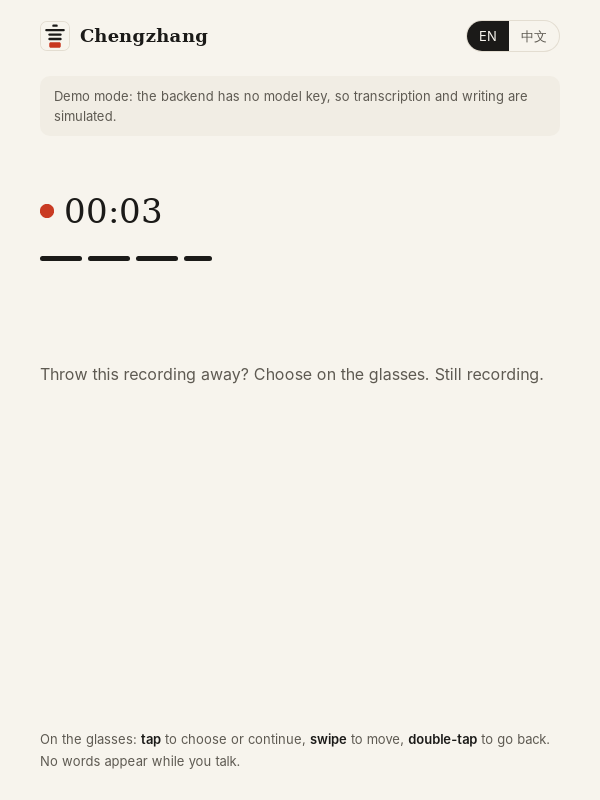 Chengzhang
EN 中文
Demo mode: the backend has no model key, so transcription and writing are
simulated.
00:03
Throw this recording away? Choose on the glasses. Still recording.
On the glasses: tap to choose or continue, swipe to move, double-tap to go back.
No words appear while you talk.